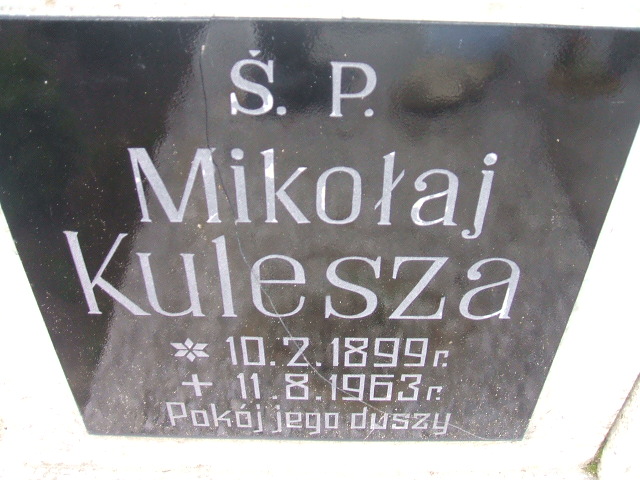 Ś. P.
Mikołaj
Kulesza
* 10.2.1899r.
+ 11.8.1963r.
Pokój jego duszy